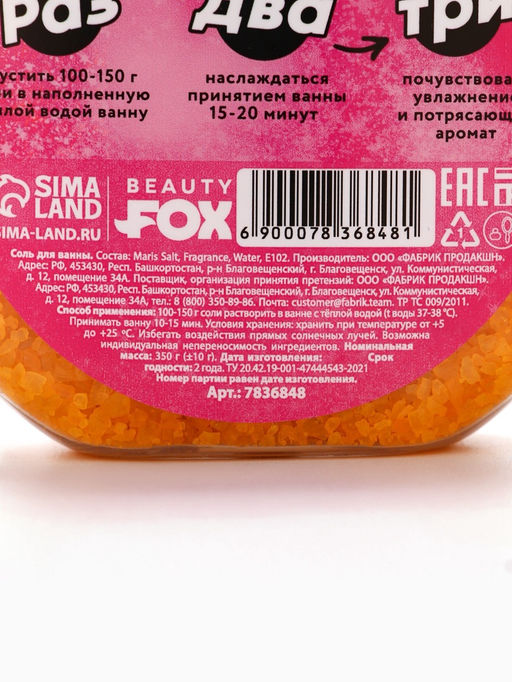 раз
два
три
устить 100-150 г
и в наполненную
лой водой ванну
наслаждаться
принятием ванны
15-20 минут
почувствова
увлажнение
и потрясающ
аромат
SIMA
LAND
SIMA-LAND.RU
BEAUTY
FOX
6 900078 368481
EAC
1
Соль для ванны. Состав: Maris Salt, Fragrance, Water, E102. Производитель: ООО «ФАБРИК ПРОДАКШН».
Адрес: РФ, 453430, Респ. Башкортостан, р-н Благовещенский, г. Благовещенск, ул. Коммунистическая,
д. 12, помещение 34А. Поставщик, организация принятия претензий: ООО «ФАБРИК ПРОДАКШН».
Адрес: РФ, 453430, Респ. Башкортостан, р-н Благовещенский, г. Благовещенск, ул. Коммунистическая,
д. 12, помещение 34А, тел.: 8 (800) 350-89-86. Почта: customer@fabrik.team. ТР ТС 009/2011.
Способ применения: 100-150 г соли растворить в ванне с тёплой водой (t воды 37-38 °С).
Принимать ванну 10-15 мин. Условия хранения: хранить при температуре от +5
до +25 °С. Избегать воздействия прямых солнечных лучей. Возможна
индивидуальная непереносимость ингредиентов. Номинальная
масса: 350 г (±10 г). Дата изготовления: Срок
годности: 2 года. ТУ 20.42.19-001-47444543-2021
Номер партии равен дате изготовления.
Арт.: 7836848